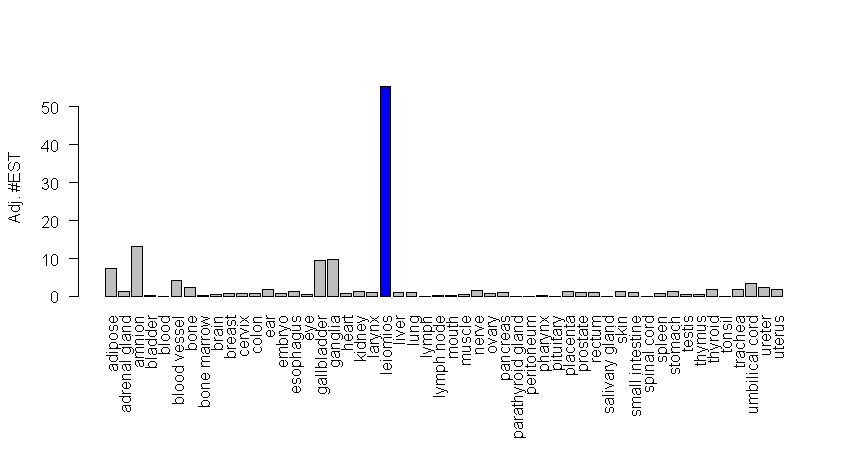 Adj. #EST
50
40
30
20
10
0
adipose
adrenal gland
amnion
bladder
blood
blood vessel
bone
bone marrow
brain
breast
cervix
colon
ear
embryo
esophagus
eye
gallbladder
ganglia
heart
kidney
larynx
leiomios
liver
lung
lymph
lymph node
mouth
muscle
nerve
ovary
pancreas
parathyroid gland
peritoneum
pharynx
pituitary
placenta
prostate
rectum
salivary gland
skin
small intestine
spinal cord
spleen
stomach
testis
thymus
thyroid
tonsil
trachea
umbilical cord
ureter
uterus